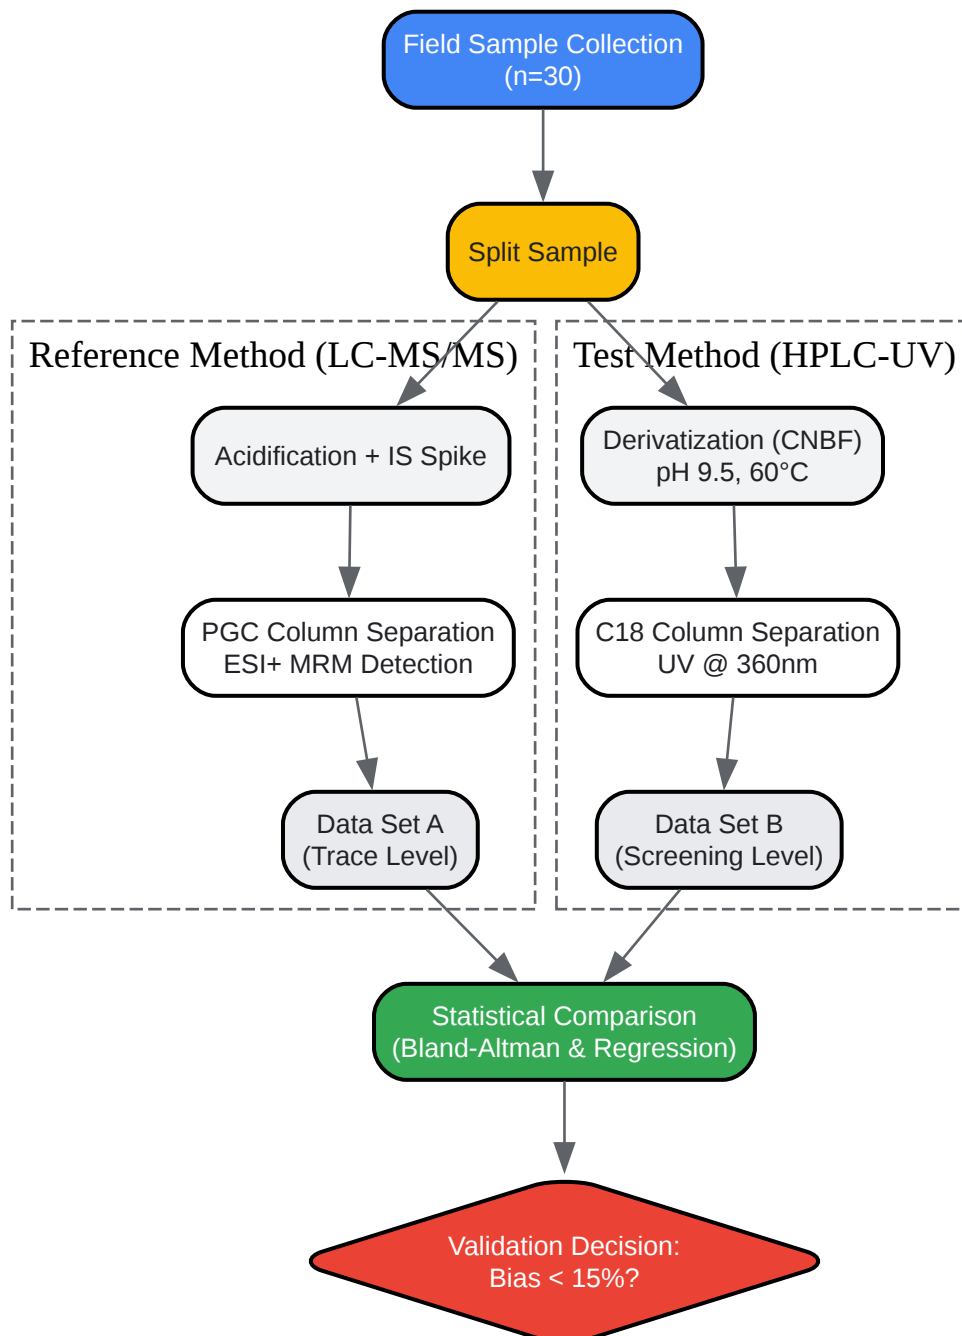 Field Sample Collection
(n=30)
Split Sample
Reference Method (LC-MS/MS)
Acidification + IS Spike
PGC Column Separation
ESI+ MRM Detection
Data Set A
(Trace Level)
Test Method (HPLC-UV)
Derivatization (CNBF)
pH 9.5, 60°C
C18 Column Separation
UV @ 360nm
Data Set B
(Screening Level)
Statistical Comparison
(Bland-Altman & Regression)
Validation Decision:
Bias < 15%?